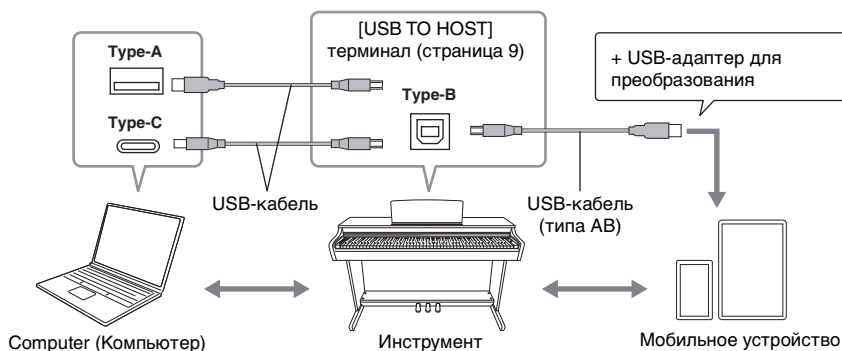 [USB TO HOST]
терминал (страница 9)
Type-A
Type-B
Type-C
+ USB-адаптер для
преобразования
USB-кабель
USB-кабель
(типа AB)
Computer (Компьютер)
Инструмент
Мобильное устройство